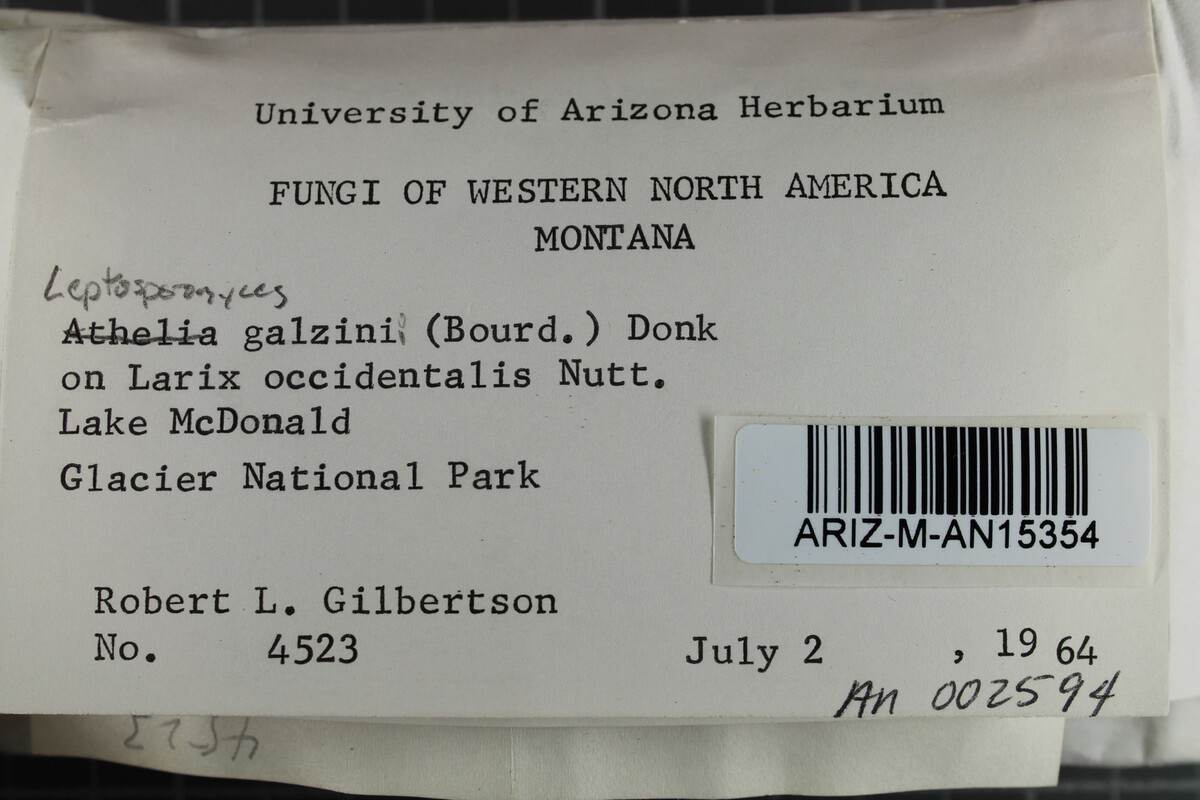 University of Arizona Herbarium
FUNGI OF WESTERN NORTH AMERICA
MONTANA
Leptosporomyces
Athelia galzinii (Bourd.) Donk
on Larix occidentalis Nutt.
Lake McDonald
Glacier National Park
ARIZ-M-AN15354
Robert L. Gilbertson
No. 4523
July 2 , 19 64
An 002594
4523